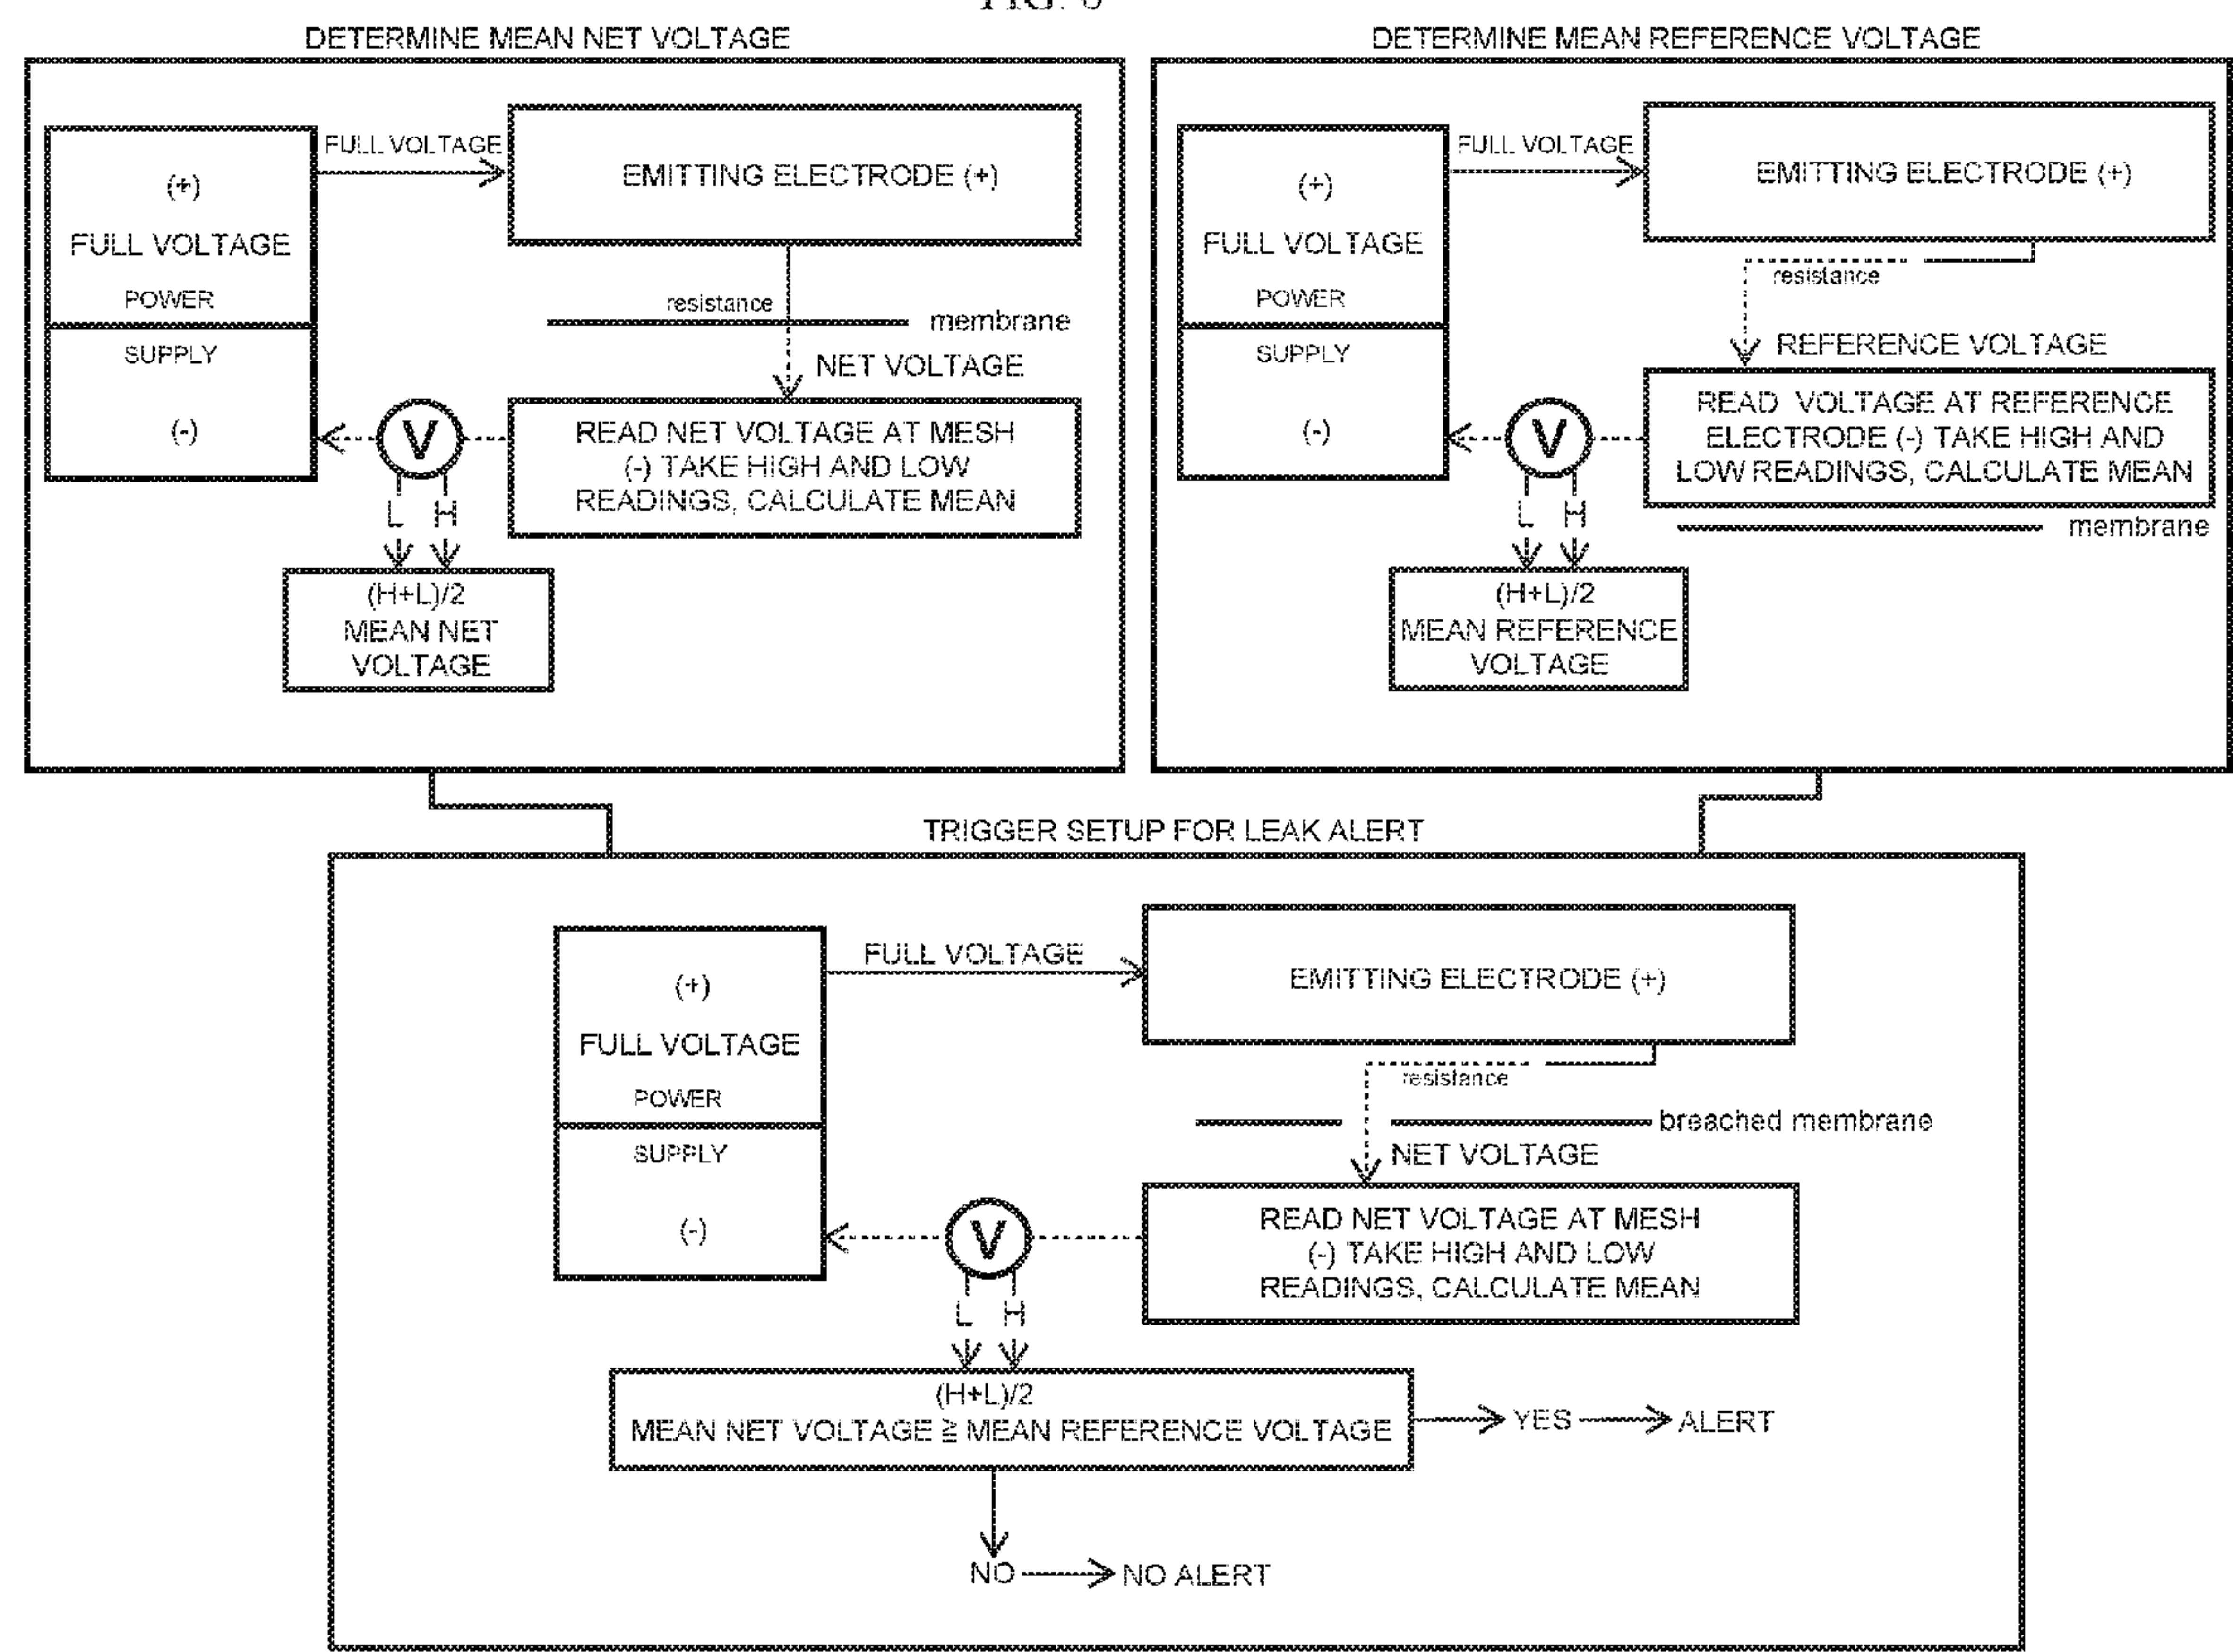 DETERMINE MEAN NET VOLTAGE
(+)
FULL VOLTAGE
POWER
SUPPLY
(-)
FULL VOLTAGE
EMITTING ELECTRODE (+)
resistance
membrane
NET VOLTAGE
READ NET VOLTAGE AT MESH
(-) TAKE HIGH AND LOW
READINGS, CALCULATE MEAN
V
L H
(H+L)/2
MEAN NET
VOLTAGE
DETERMINE MEAN REFERENCE VOLTAGE
(+)
FULL VOLTAGE
POWER
SUPPLY
(-)
FULL VOLTAGE
EMITTING ELECTRODE (+)
resistance
REFERENCE VOLTAGE
READ VOLTAGE AT REFERENCE
ELECTRODE (-) TAKE HIGH AND
LOW READINGS, CALCULATE MEAN
membrane
V
L H
(H+L)/2
MEAN REFERENCE
VOLTAGE
TRIGGER SETUP FOR LEAK ALERT
(+)
FULL VOLTAGE
POWER
SUPPLY
(-)
FULL VOLTAGE
EMITTING ELECTRODE (+)
resistance
breached membrane
NET VOLTAGE
READ NET VOLTAGE AT MESH
(-) TAKE HIGH AND LOW
READINGS, CALCULATE MEAN
V
L H
(H+L)/2
MEAN NET VOLTAGE ≧ MEAN REFERENCE VOLTAGE
YES
ALERT
NO
NO ALERT